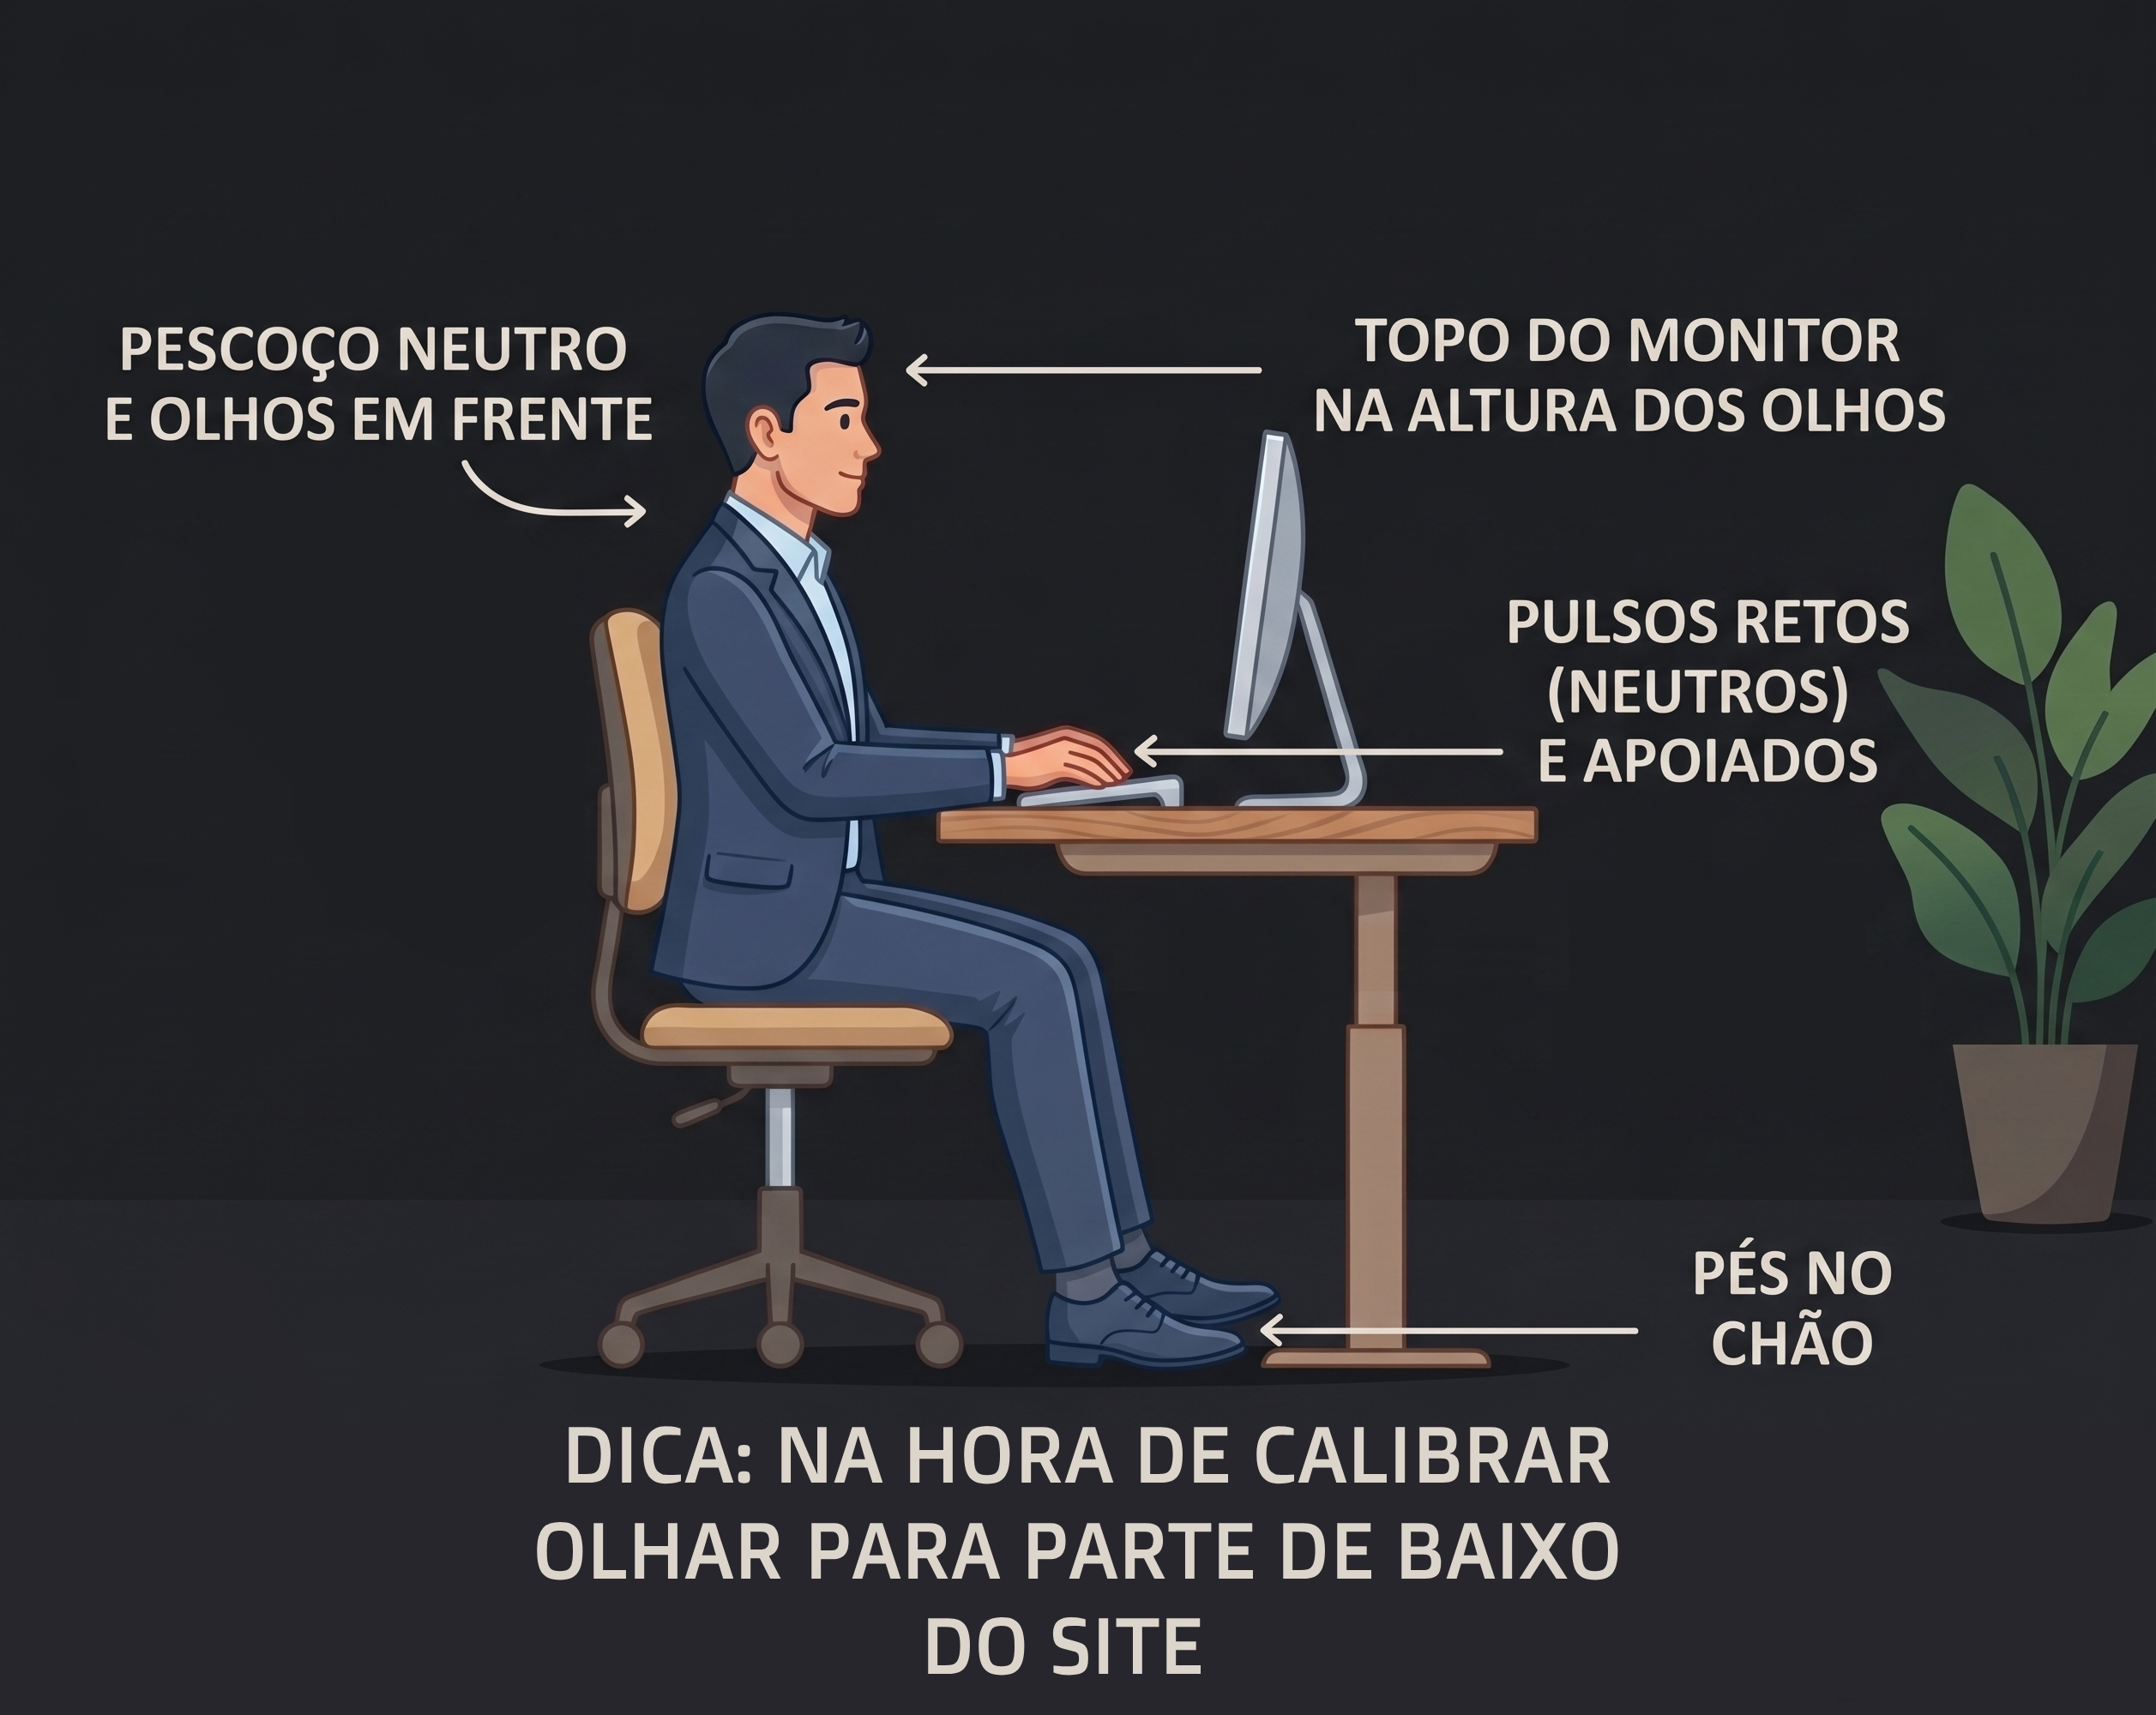 PESCOÇO NEUTRO
E OLHOS EM FRENTE
TOPO DO MONITOR
NA ALTURA DOS OLHOS
PULSOS RETOS
(NEUTROS)
E APOIADOS
PÉS NO
CHÃO
DICA: NA HORA DE CALIBRAR
OLHAR PARA PARTE DE BAIXO
DO SITE